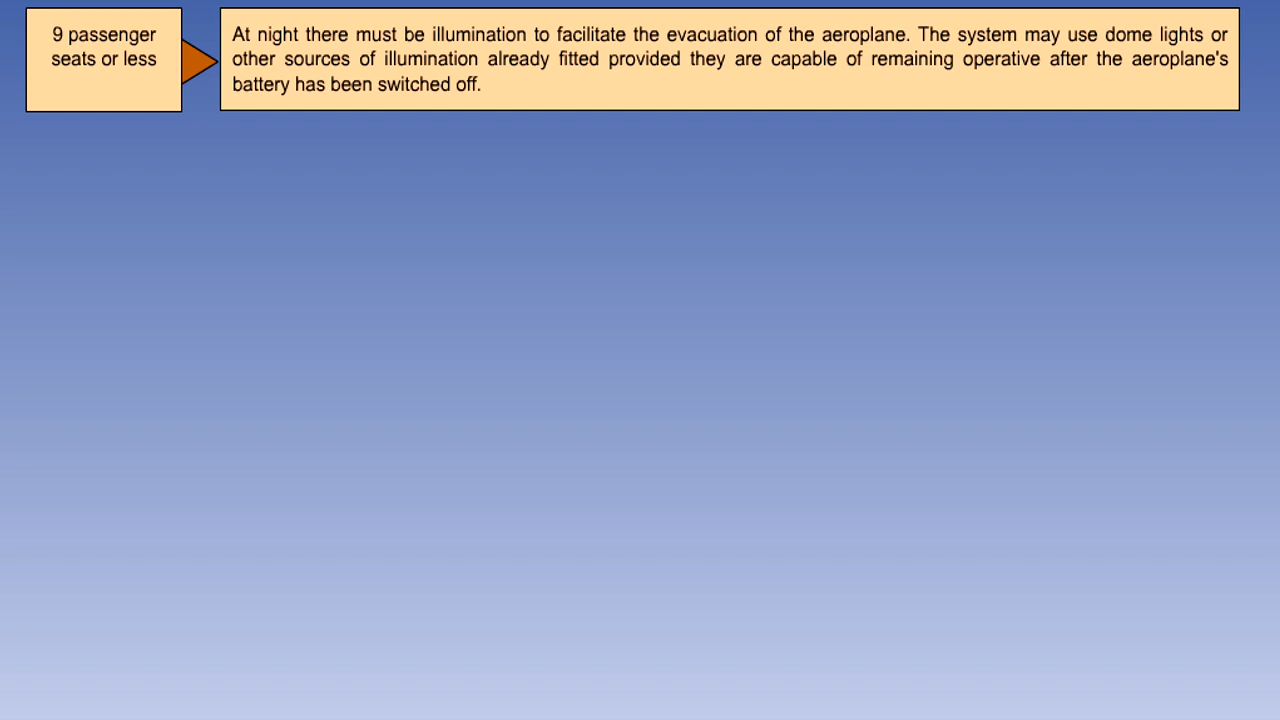 9 passenger
seats or less
At night there must be illumination to facilitate the evacuation of the aeroplane. The system may use dome lights or
other sources of illumination already fitted provided they are capable of remaining operative after the aeroplane's
battery has been switched off.